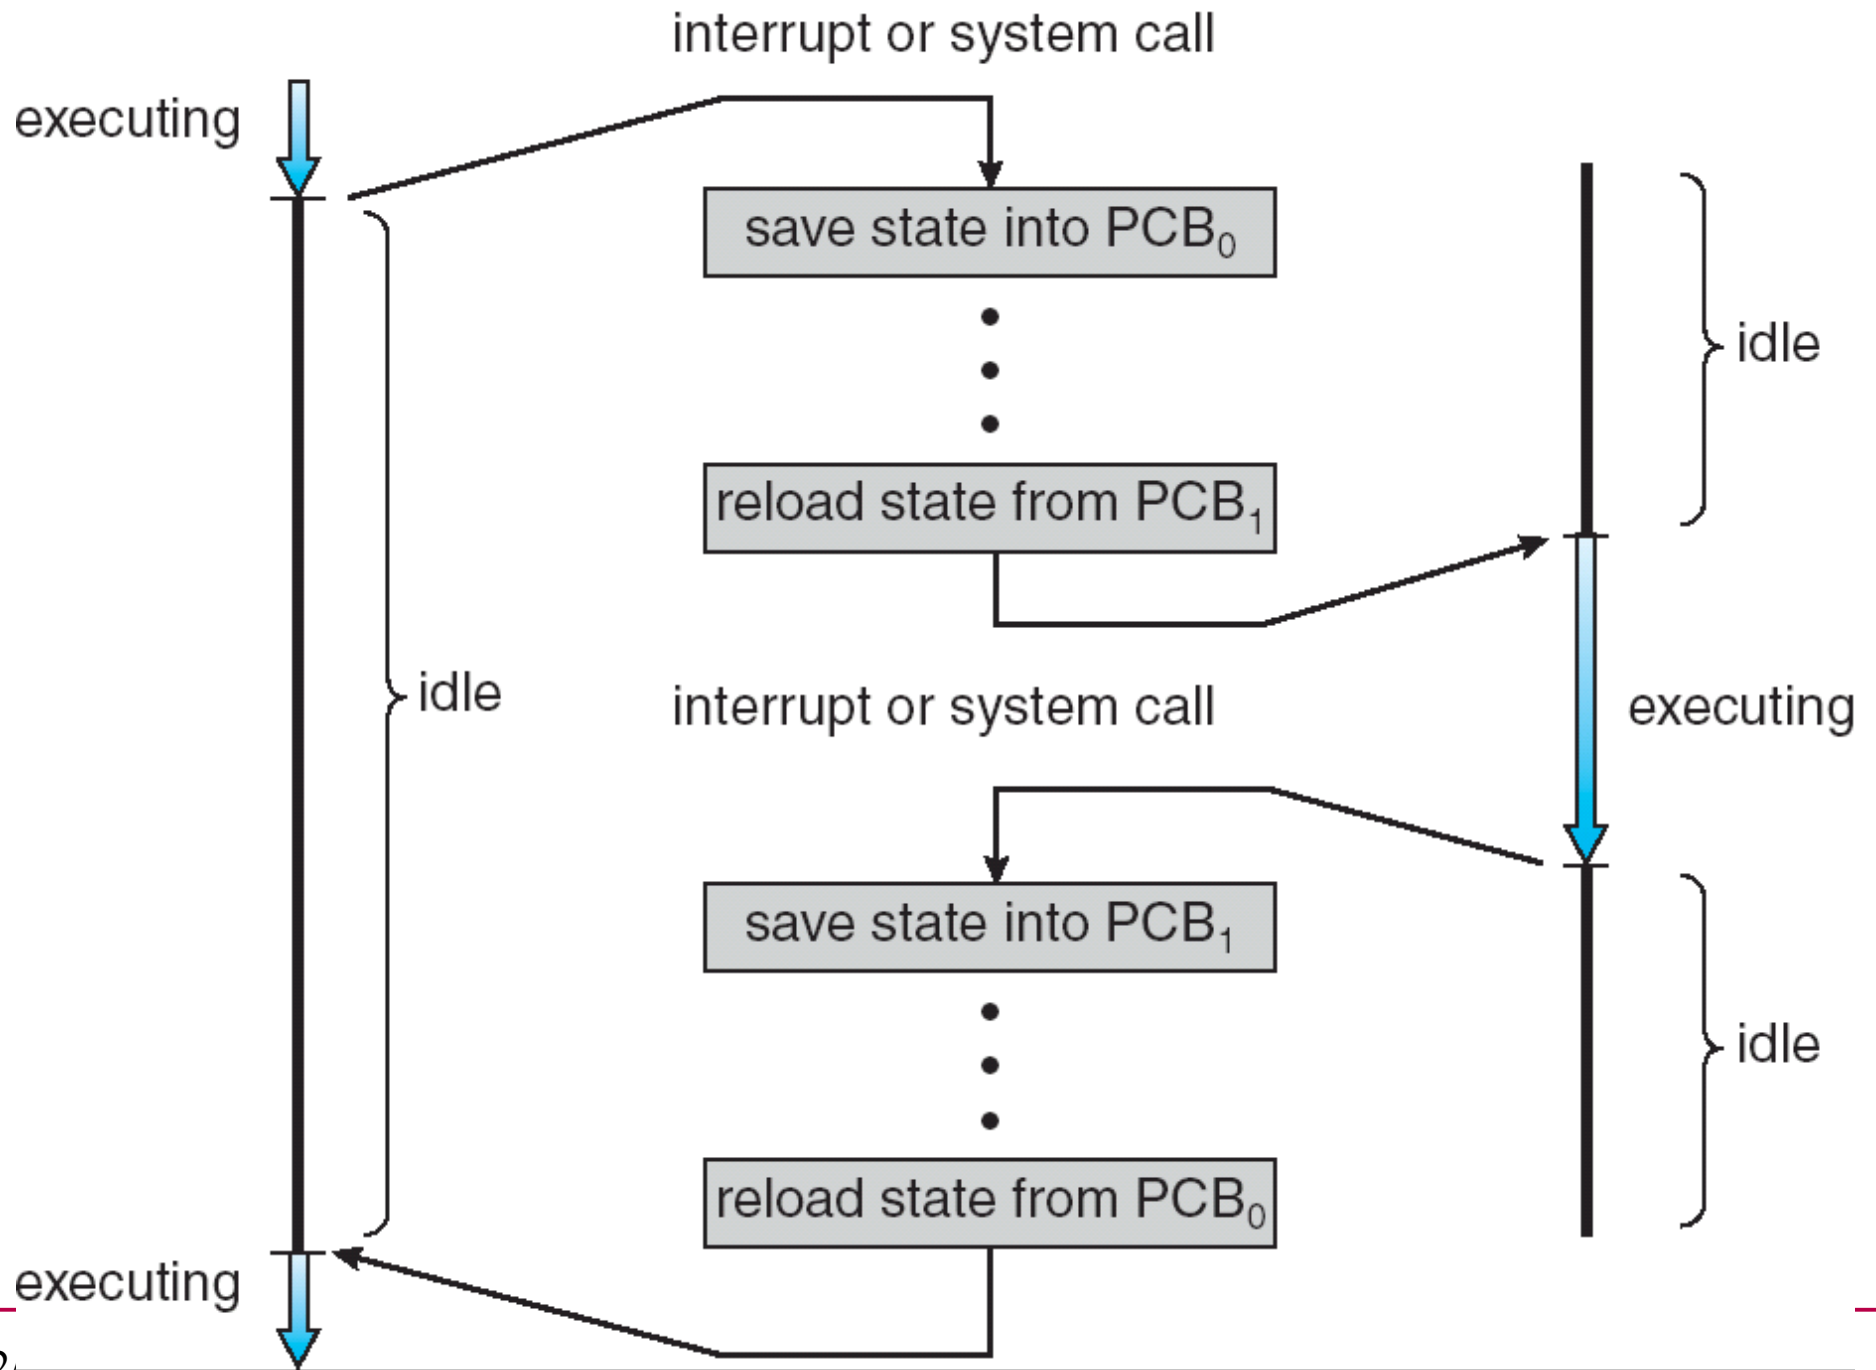 interrupt or system call
executing
save state into PCB₀
idle
reload state from PCB₁
idle
interrupt or system call
executing
save state into PCB₁
idle
reload state from PCB₀
executing